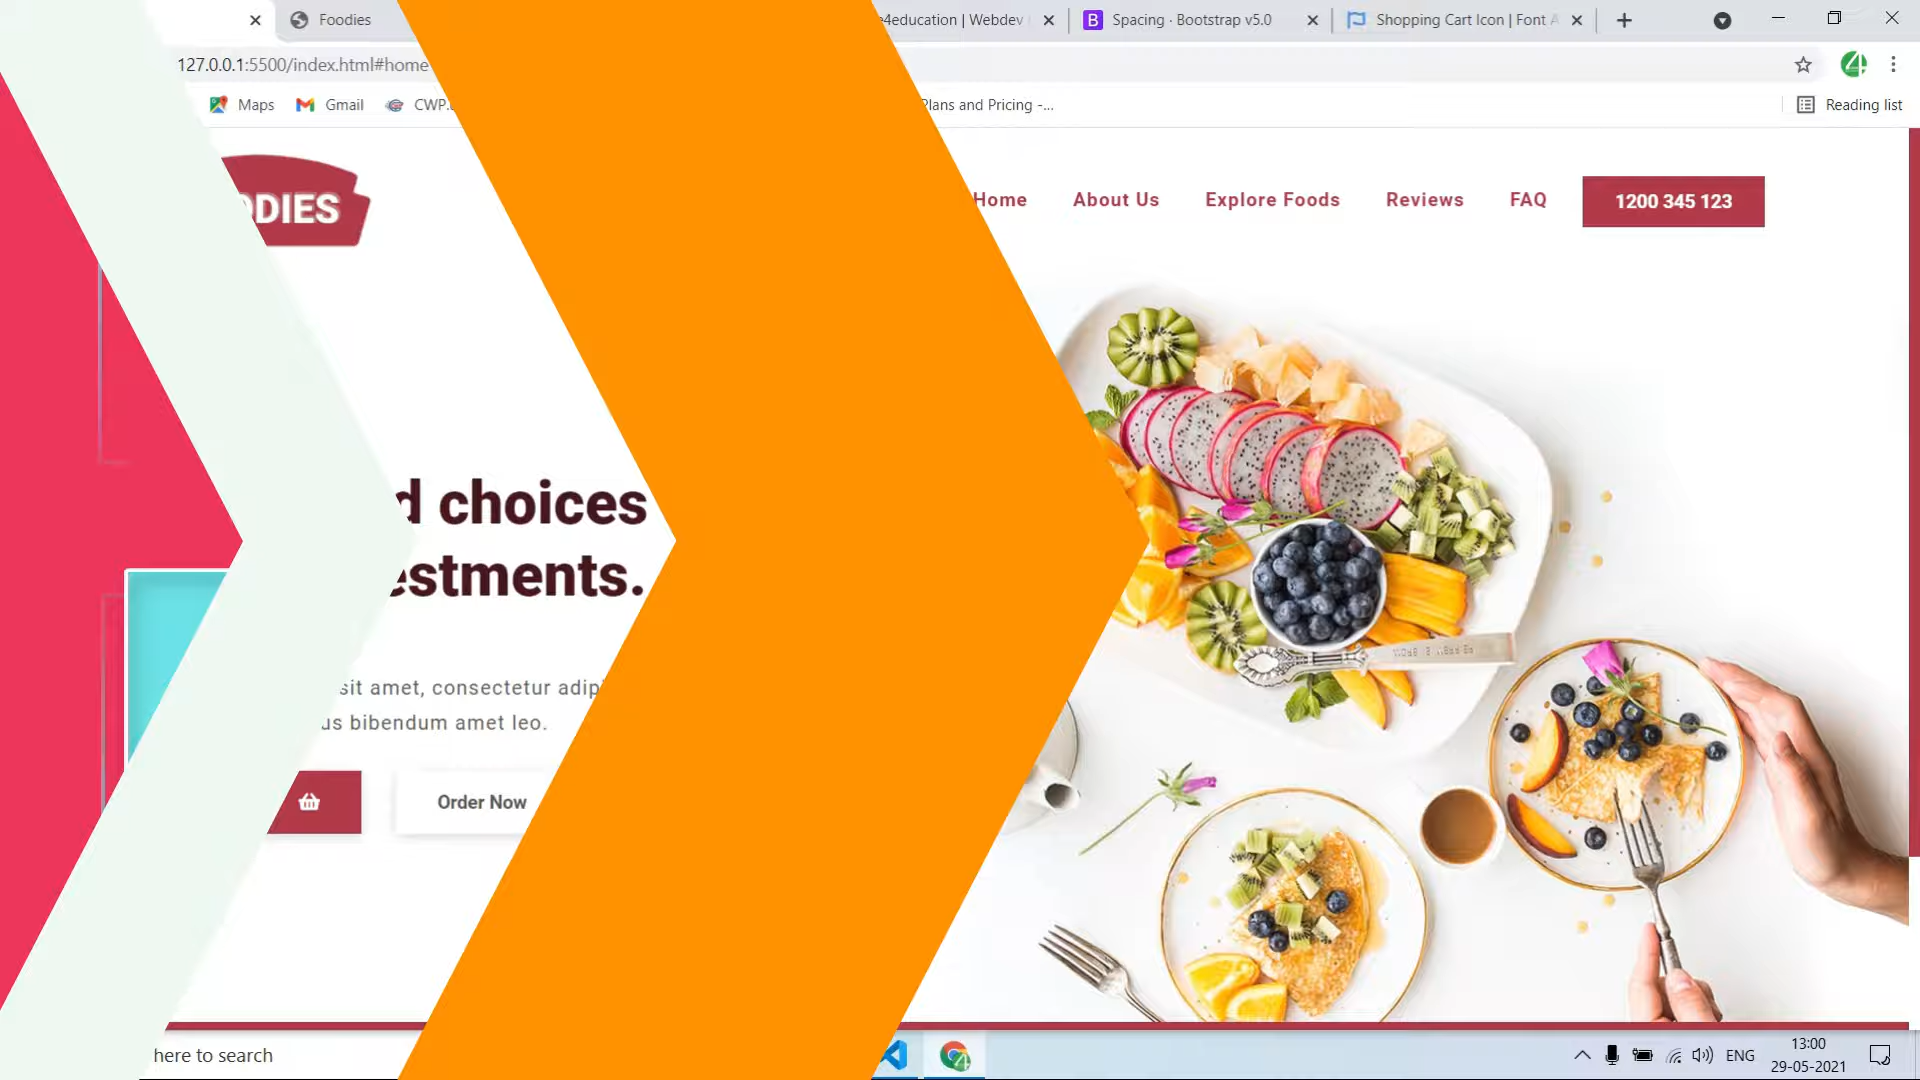 Foodies
e4education | Webdev
Spacing · Bootstrap v5.0
Shopping Cart Icon | Font A
127.0.0.1:5500/index.html#home
Maps
Gmail
CWP.
Plans and Pricing -...
Reading list
ODIES
Home
About Us
Explore Foods
Reviews
FAQ
1200 345 123
d choices
estments.
sit amet, consectetur adip
us bibendum amet leo.
Order Now
here to search
ENG
13:00
29-05-2021